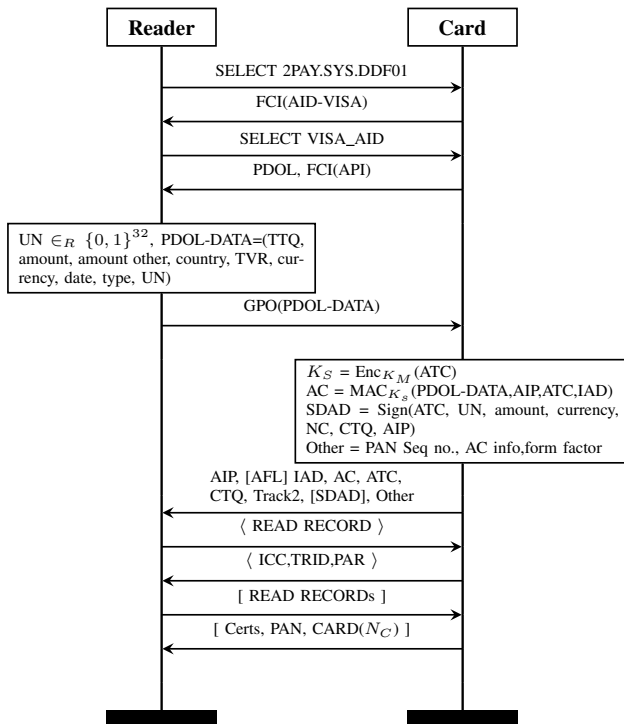 Reader Card
SELECT 2PAY.SYS.DDF01
FCI(AID-VISA)
SELECT VISA_AID
PDOL, FCI(API)
UN ∈R {0, 1}^32, PDOL-DATA=(TTQ,
amount, amount other, country, TVR, cur-
rency, date, type, UN)
GPO(PDOL-DATA)
K_S = Enc_{K_M}(ATC)
AC = MAC_{K_s}(PDOL-DATA,AIP,ATC,IAD)
SDAD = Sign(ATC, UN, amount, currency,
NC, CTQ, AIP)
Other = PAN Seq no., AC info,form factor
AIP, [AFL] IAD, AC, ATC,
CTQ, Track2, [SDAD], Other
⟨ READ RECORD ⟩
⟨ ICC,TRID,PAR ⟩
[ READ RECORDs ]
[ Certs, PAN, CARD(N_C) ]